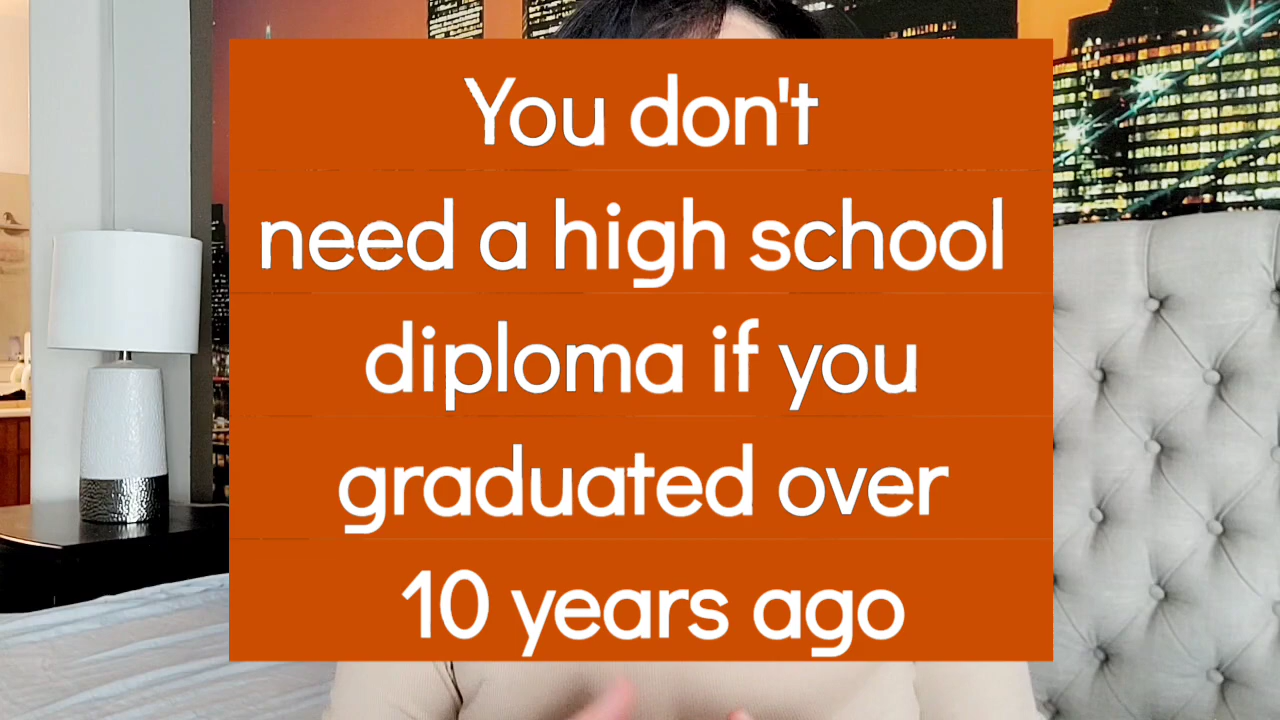 You don't
need a high school
diploma if you
graduated over
10 years ago